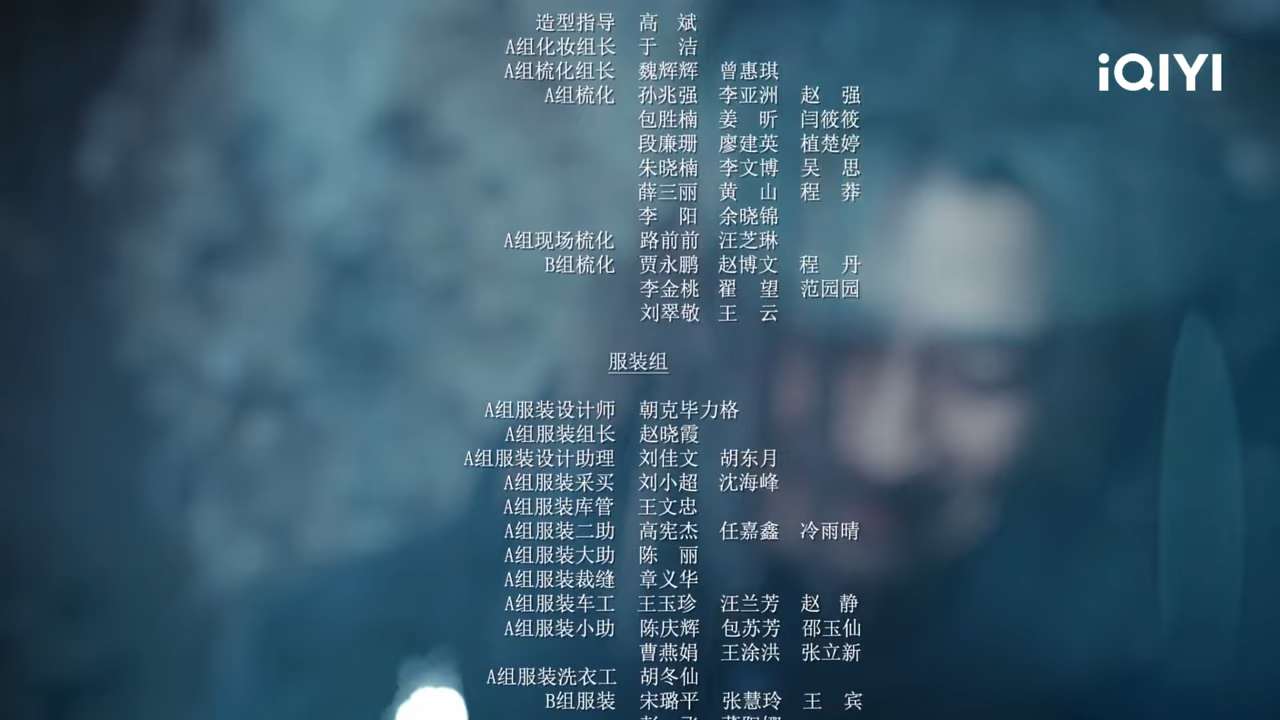 造型指导 高 斌
iQIYI
A组化妆组长 于 洁
A组梳化组长 魏辉辉 曾惠琪
A组梳化 孙兆强 李亚洲 赵 强
包胜楠 姜 昕 闫筱筱
段廉珊 廖建英 植楚婷
朱晓楠 李文博 吴 思
薛三丽 黄 山 程 莽
李 阳 余晓锦
A组现场梳化 路前前 汪芝琳
B组梳化 贾永鹏 赵博文 程 丹
李金桃 翟 望 范园园
刘翠敬 王 云
服装组
A组服装设计师 朝克毕力格
A组服装组长 赵晓霞
A组服装设计助理 刘佳文 胡东月
A组服装采买 刘小超 沈海峰
A组服装库管 王文忠
A组服装二助 高宪杰 任嘉鑫 冷雨晴
A组服装大助 陈 丽
A组服装裁缝 章义华
A组服装车工 王玉珍 汪兰芳 赵 静
A组服装小助 陈庆辉 包苏芳 邵玉仙
曹燕娟 王涂洪 张立新
A组服装洗衣工 胡冬仙
B组服装 宋璐平 张慧玲 王 宾